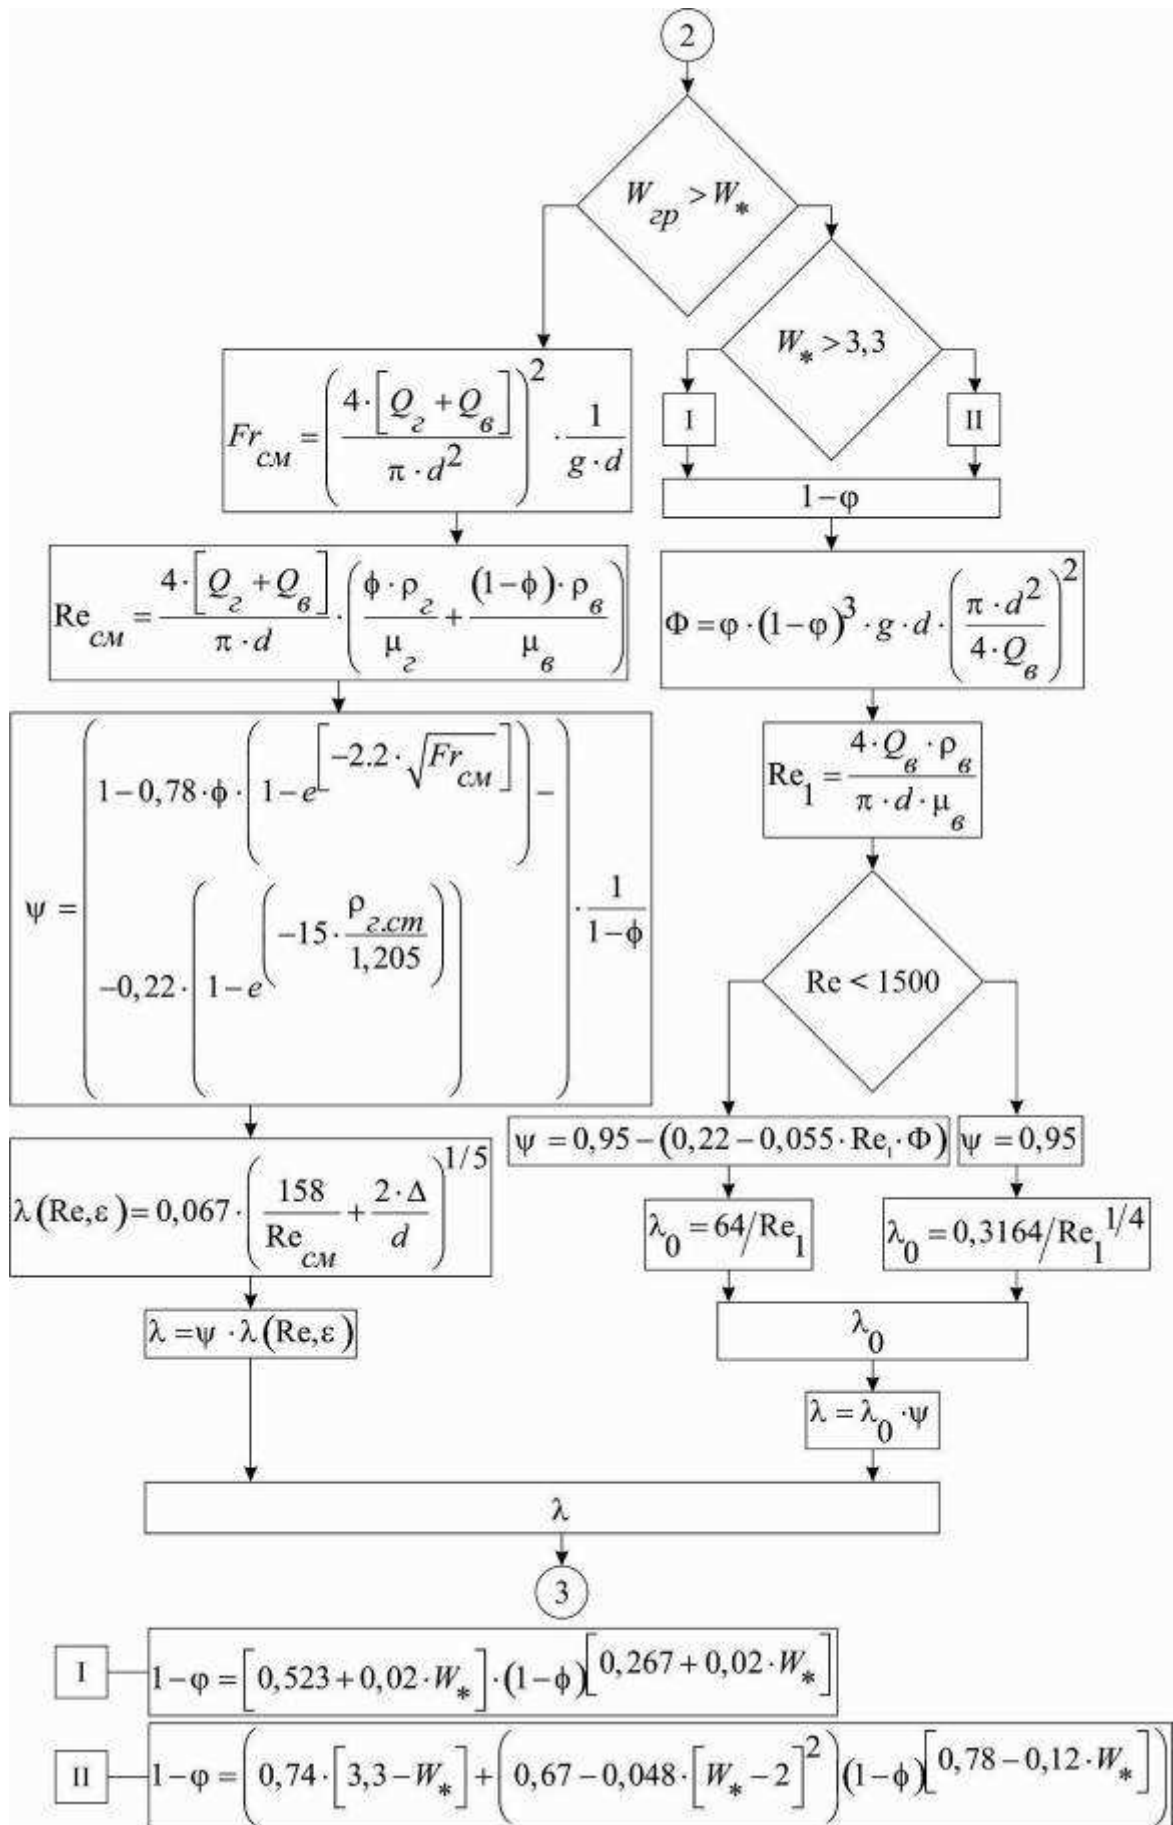 2
W_гр > W_*
W_* > 3,3
Fr_см = ( 4·[Q_г + Q_в] / π·d^2 )^2 · 1 / g·d
I
II
1−φ
Re_см = 4·[Q_г + Q_в] / π·d · ( ϕ·ρ_г / μ_г + (1−ϕ)·ρ_в / μ_в )
Φ = φ·(1−φ)^3·g·d·( π·d^2 / 4·Q_в )^2
Re_1 = 4·Q_в·ρ_в / π·d·μ_в
ψ = ( 1−0,78·ϕ·( 1−e^[−2.2·√Fr_см] ) −
−0,22·( 1−e^(−15·ρ_г.ст / 1,205) ) ) · 1 / 1−ϕ
Re < 1500
ψ = 0,95 − (0,22 − 0,055·Re_1·Φ)
ψ = 0,95
λ(Re,ε) = 0,067·( 158 / Re_см + 2·Δ / d )^1/5
λ_0 = 64/Re_1
λ_0 = 0,3164/Re_1^1/4
λ = ψ·λ(Re,ε)
λ_0
λ = λ_0·ψ
λ
3
I
1−φ = [0,523 + 0,02·W_*]·(1−ϕ)^[0,267 + 0,02·W_*]
II
1−φ = ( 0,74·[3,3−W_*] + ( 0,67−0,048·[W_*−2]^2 )(1−ϕ)^[0,78−0,12·W_*] )